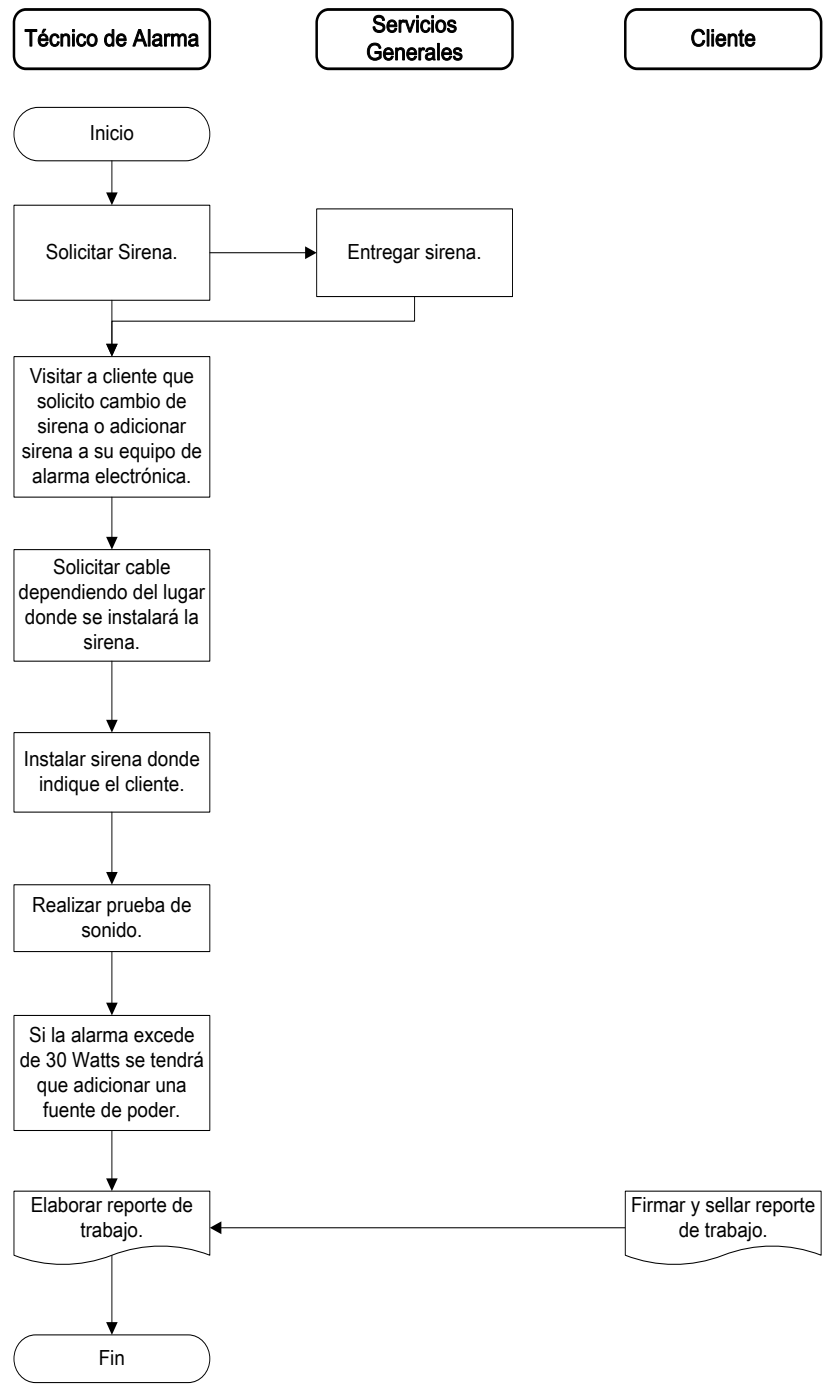 Técnico de Alarma
Servicios
Generales
Cliente
Inicio
Solicitar Sirena.
Entregar sirena.
Visitar a cliente que
solicito cambio de
sirena o adicionar
sirena a su equipo de
alarma electrónica.
Solicitar cable
dependiendo del lugar
donde se instalará la
sirena.
Instalar sirena donde
indique el cliente.
Realizar prueba de
sonido.
Si la alarma excede
de 30 Watts se tendrá
que adicionar una
fuente de poder.
Elaborar reporte de
trabajo.
Firmar y sellar reporte
de trabajo.
Fin